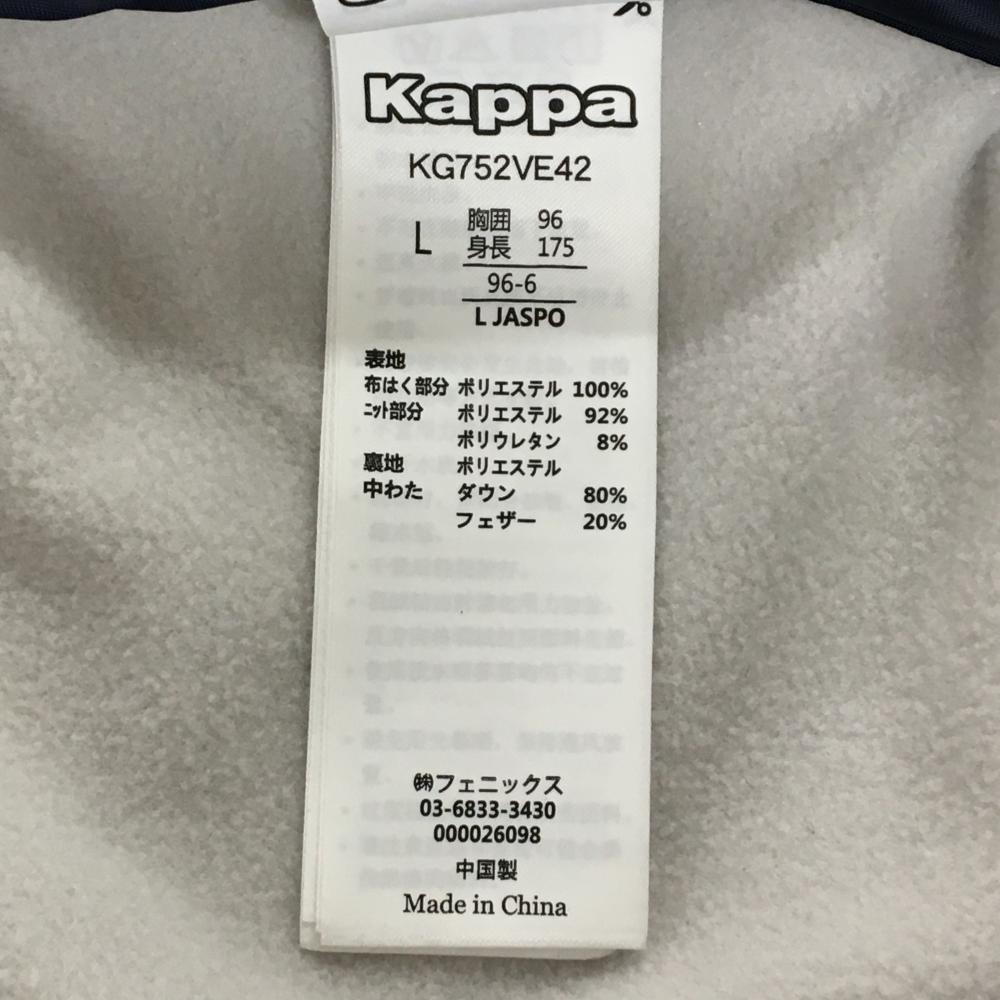 Kappa
KG752VE42
L
胸囲 96
身長 175
96-6
L JASPO
表地
布はく部分 ポリエステル 100%
ニット部分 ポリエステル 92%
ポリウレタン 8%
裏地 ポリエステル
中わた ダウン 80%
フェザー 20%
㈱フェニックス
03-6833-3430
000026098
中国製
Made in China